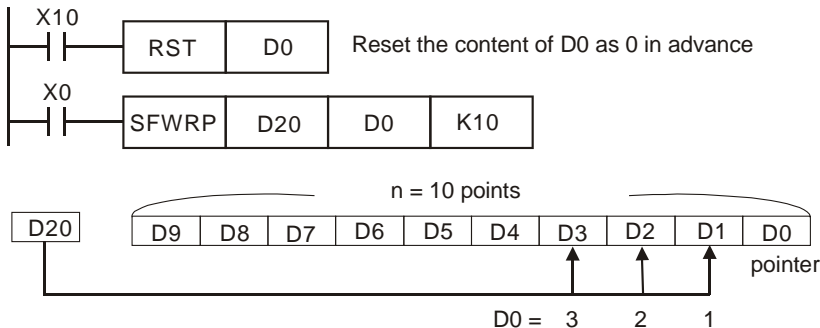 X10
RST D0 Reset the content of D0 as 0 in advance
X0
SFWRP D20 D0 K10
n = 10 points
D20 D9 D8 D7 D6 D5 D4 D3 D2 D1 D0
pointer
D0 = 3 2 1